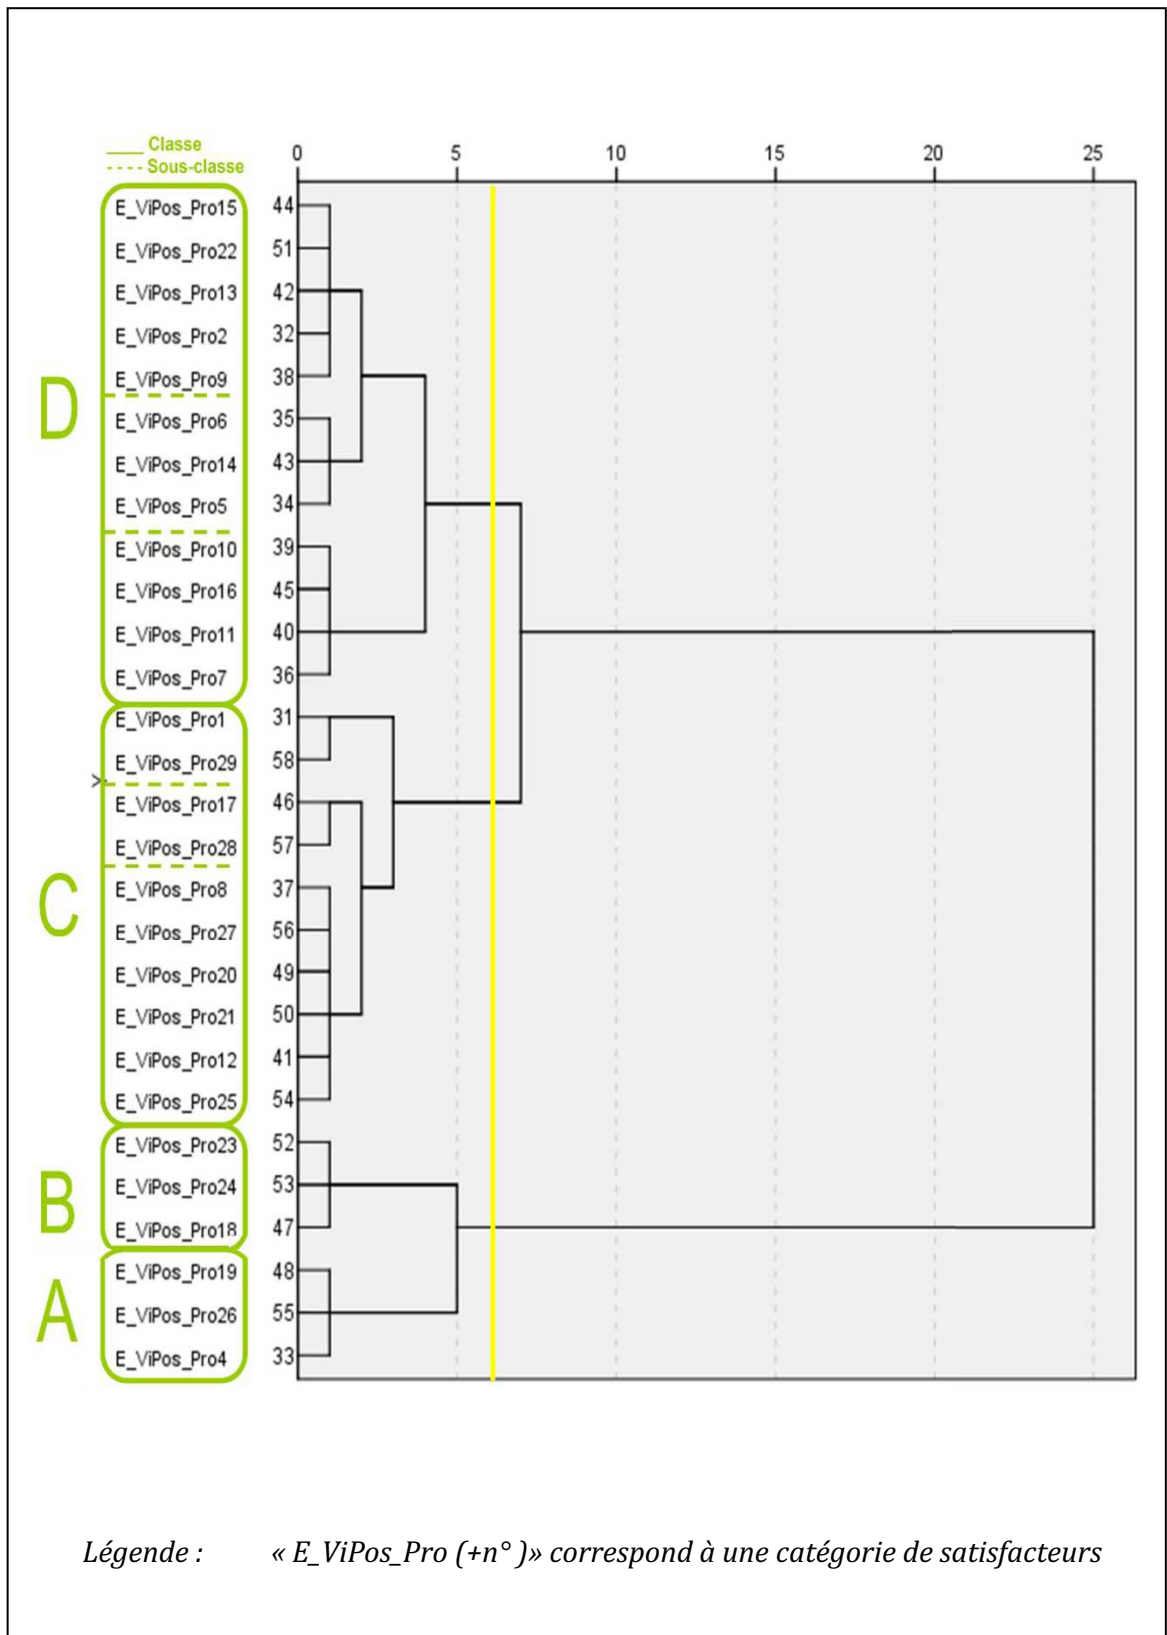 Classe
Sous-classe
0 5 10 15 20 25
E_ViPos_Pro15 44
E_ViPos_Pro22 51
E_ViPos_Pro13 42
E_ViPos_Pro2 32
E_ViPos_Pro9 38
D
E_ViPos_Pro6 35
E_ViPos_Pro14 43
E_ViPos_Pro5 34
E_ViPos_Pro10 39
E_ViPos_Pro16 45
E_ViPos_Pro11 40
E_ViPos_Pro7 36
E_ViPos_Pro1 31
E_ViPos_Pro29 58
E_ViPos_Pro17 46
E_ViPos_Pro28 57
E_ViPos_Pro8 37
C
E_ViPos_Pro27 56
E_ViPos_Pro20 49
E_ViPos_Pro21 50
E_ViPos_Pro12 41
E_ViPos_Pro25 54
E_ViPos_Pro23 52
B
E_ViPos_Pro24 53
E_ViPos_Pro18 47
E_ViPos_Pro19 48
A
E_ViPos_Pro26 55
E_ViPos_Pro4 33
Légende : « E_ViPos_Pro (+n° )» correspond à une catégorie de satisfacteurs